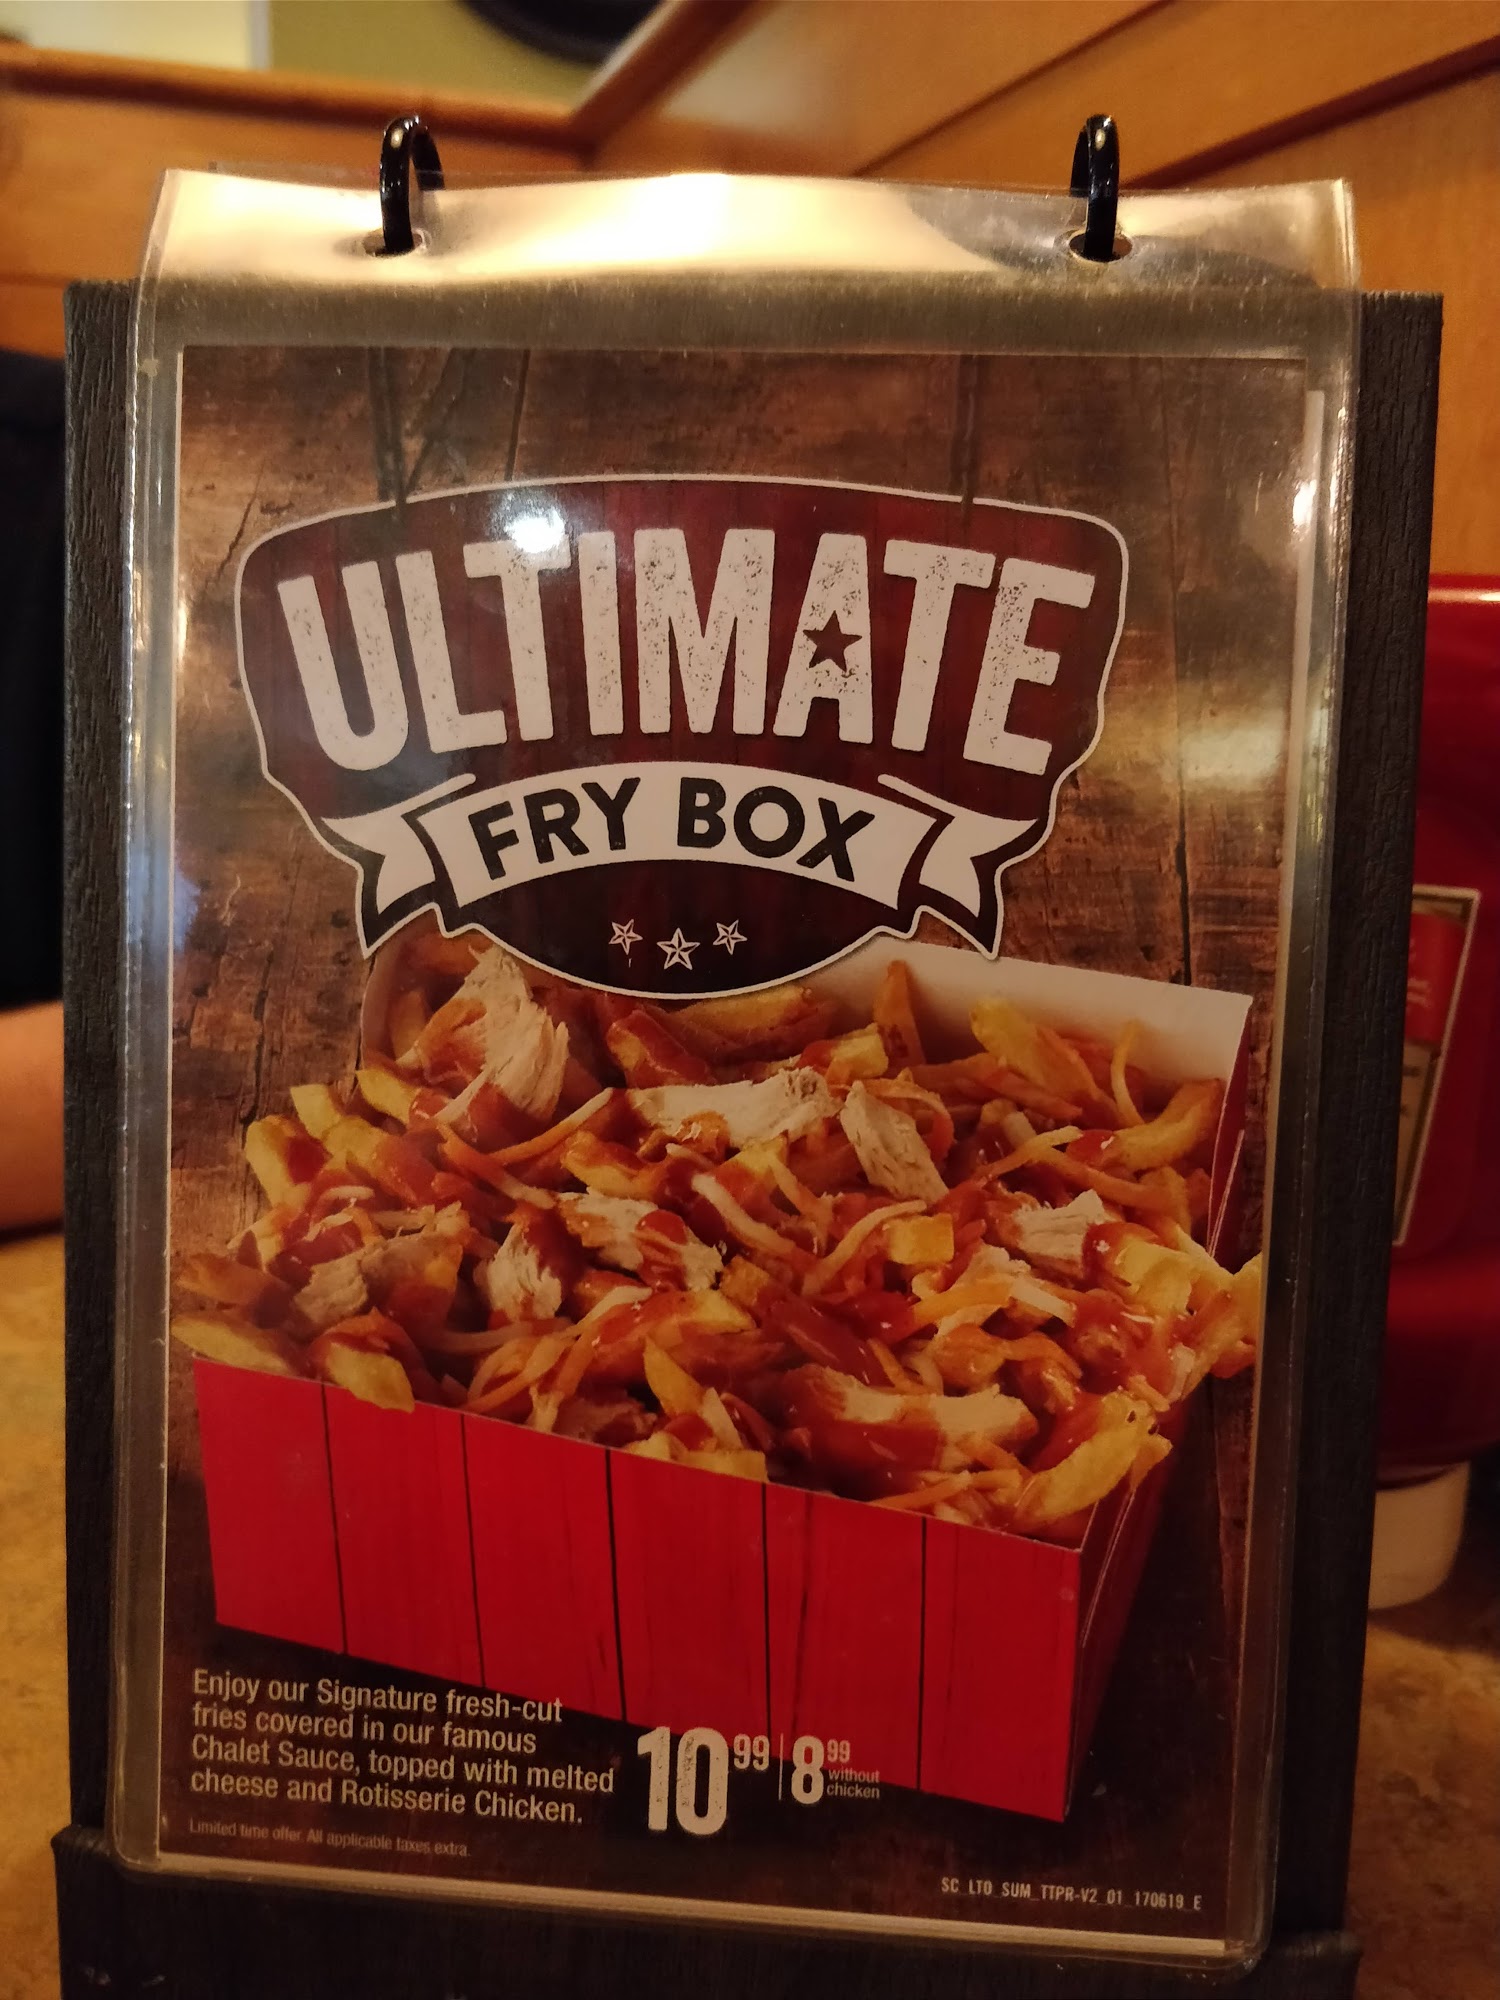 ULTIMATE
FRY BOX
Enjoy our Signature fresh-cut
fries covered in our famous
Chalet Sauce, topped with melted
cheese and Rotisserie Chicken.
10 99 | 8 99
without
chicken
Limited time offer. All applicable taxes extra.
SC_LTO_SUM_TTPR-V2_01_170619_E